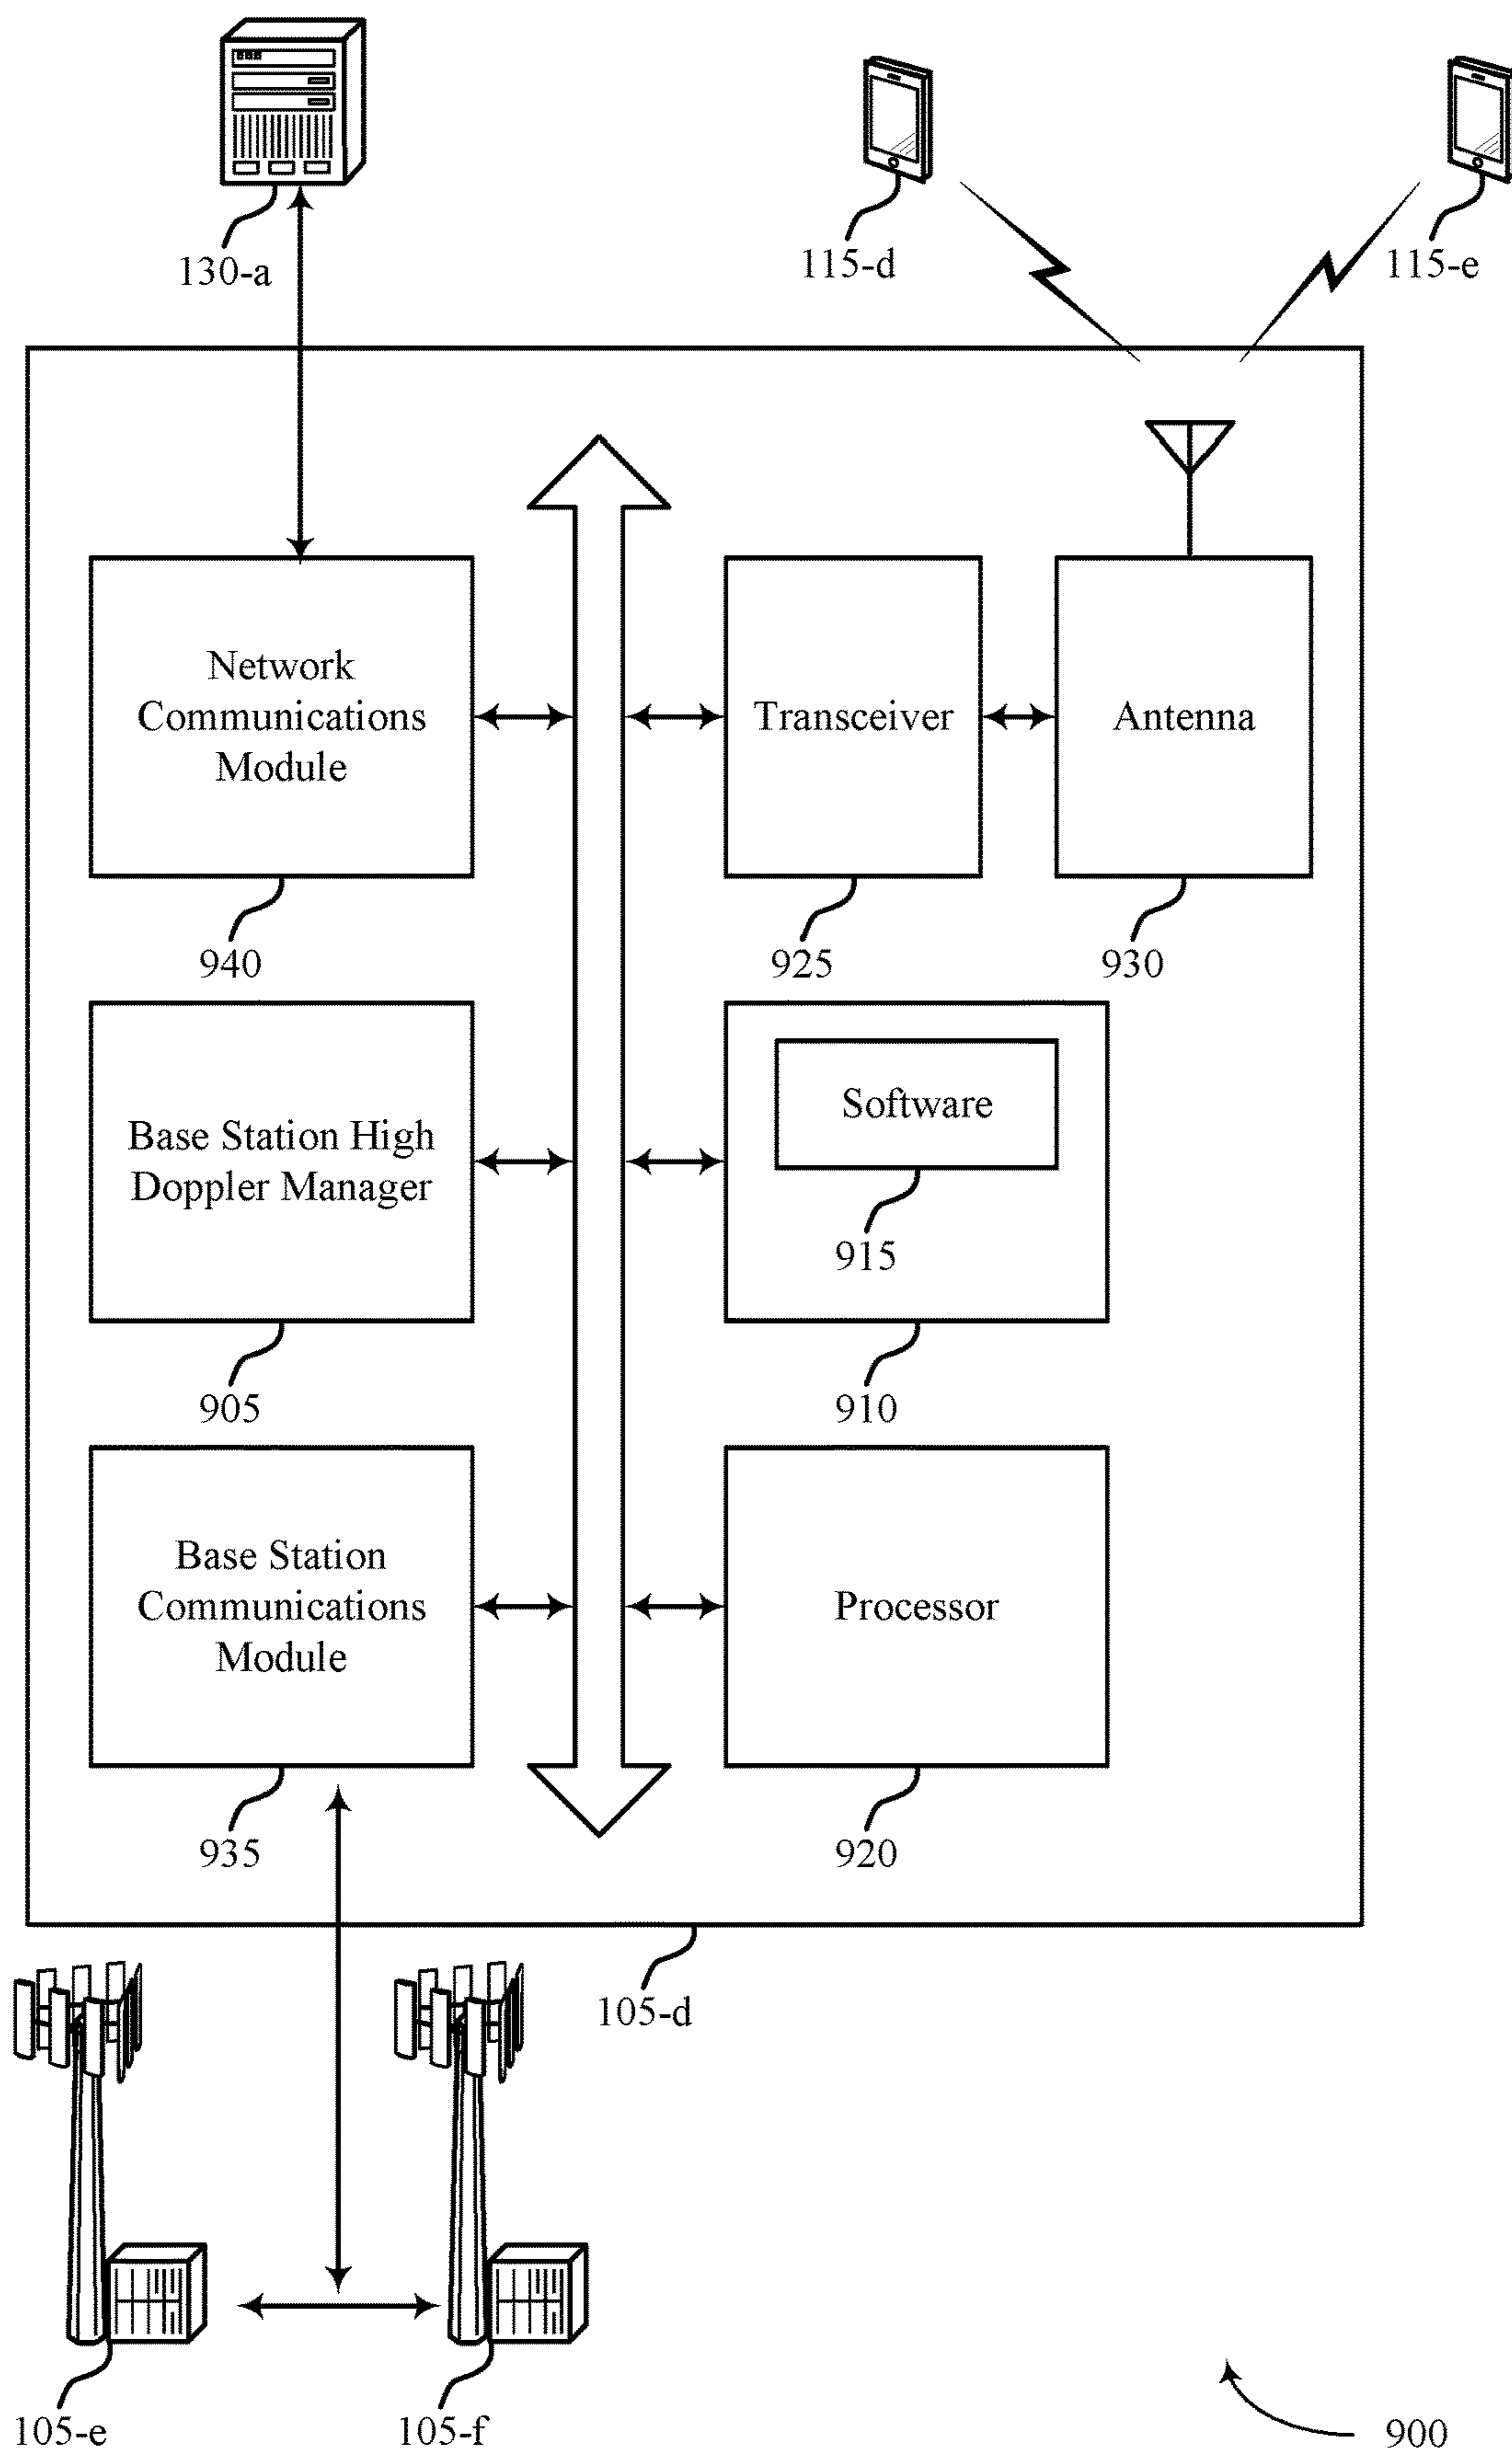 130-a
115-d
115-e
Network
Communications
Module
940
Transceiver
925
Antenna
930
Base Station High
Doppler Manager
905
Software
915
910
Base Station
Communications
Module
935
Processor
920
105-d
105-e
105-f
900